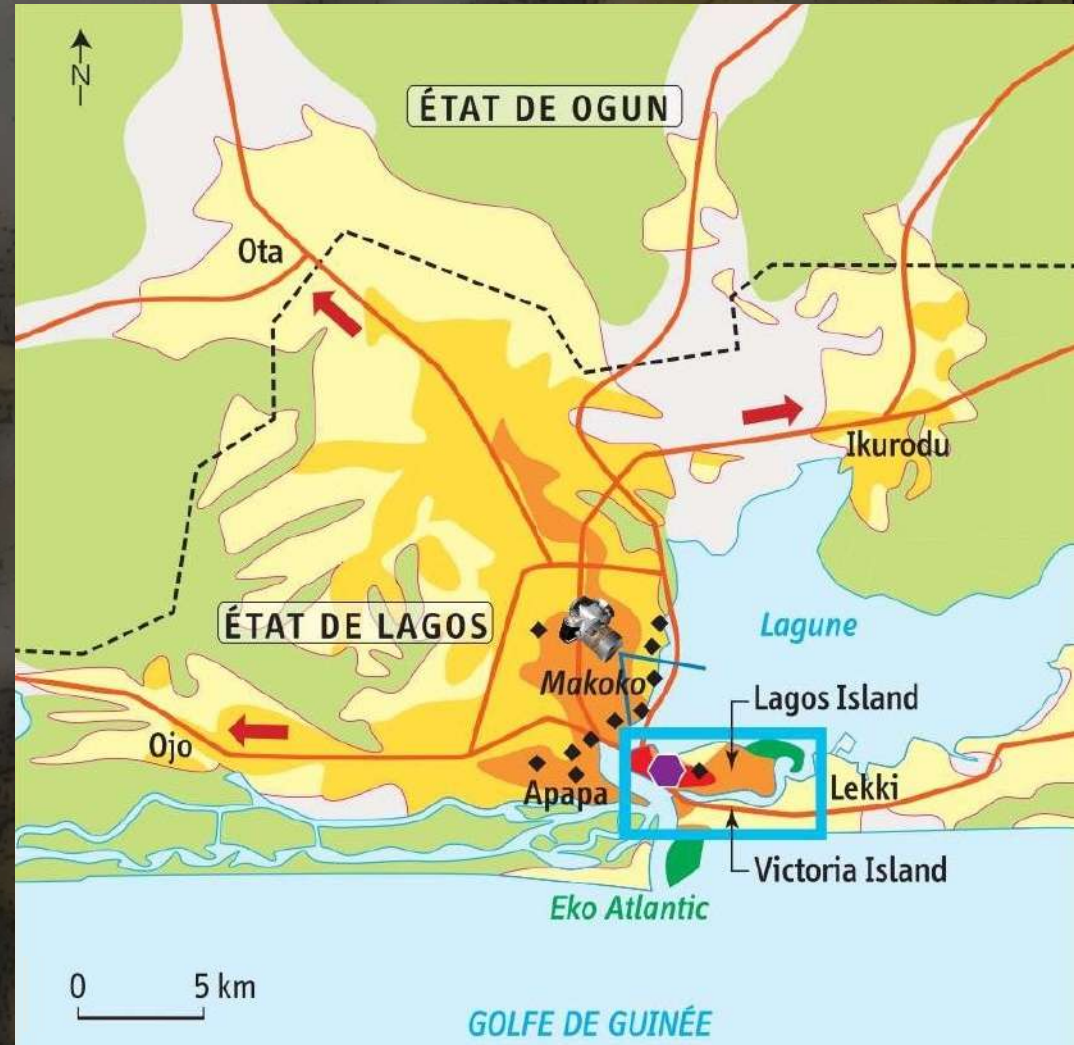 N
ÉTAT DE OGUN
Ota
Ikurodu
ÉTAT DE LAGOS
Lagune
Makoko
Lagos Island
Ojo
Apapa
Lekki
Victoria Island
Eko Atlantic
0 5 km
GOLFE DE GUINÉE